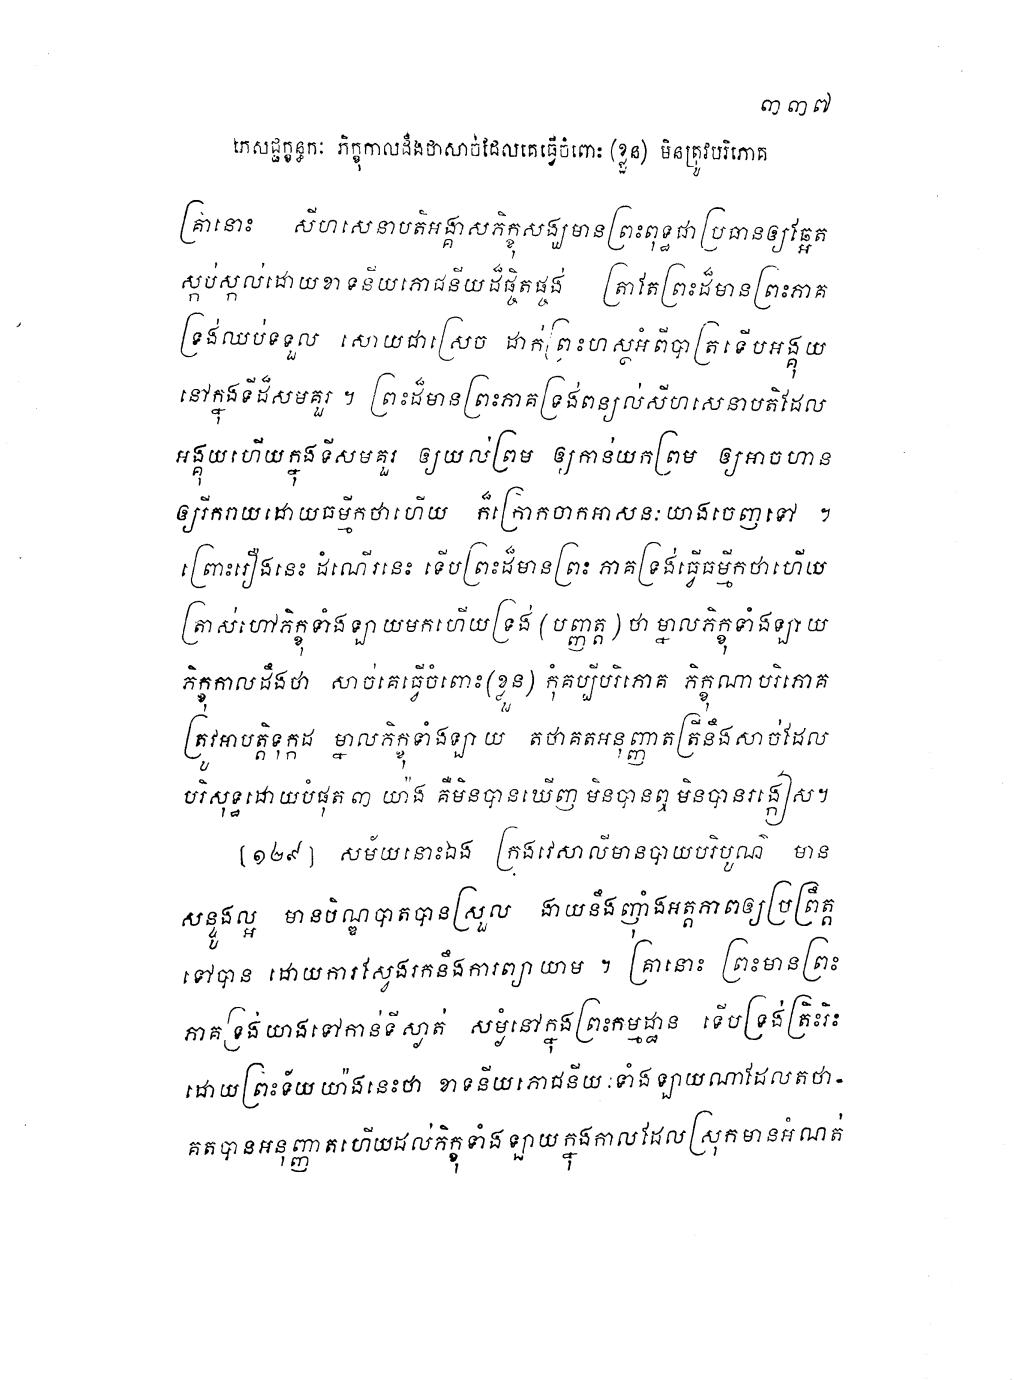 ៣៣៧
ភេសជ្ជក្ខន្ធកៈ ភិក្ខុកាលដឹងថាសាច់ដែលគេធ្វើចំពោះ (ខ្លួន) មិនត្រូវបរិភោគ
គ្រានោះ សីហសេនាបតីអង្គាសភិក្ខុសង្ឃមានព្រះពុទ្ធជាប្រធានឲ្យឆ្អែត
ស្កប់ស្កល់ដោយខាទនីយភោជនីយដ៏ផ្ចិតផ្ចង់ ត្រាតែព្រះដ៏មានព្រះភាគ
ទ្រង់ឈប់ទទួល សោយជាស្រេច ដាក់ព្រះហស្តអំពីបាត្រទើបអង្គុយ
នៅក្នុងទីដ៏សមគួរ ។ ព្រះដ៏មានព្រះភាគទ្រង់ពន្យល់សីហសេនាបតីដែល
អង្គុយហើយក្នុងទីសមគួរ ឲ្យយល់ព្រម ឲ្យកាន់យកព្រម ឲ្យអាចហាន
ឲ្យរីករាយដោយធម្មីកថាហើយ ក៏ក្រោកចាកអាសនៈយាងចេញទៅ ។
ព្រោះរឿងនេះ ដំណើរនេះ ទើបព្រះដ៏មានព្រះ ភាគទ្រង់ធ្វើធម្មីកថាហើយ
ត្រាស់ហៅភិក្ខុទាំងឡាយមកហើយទ្រង់ (បញ្ញត្ត) ថា ម្នាលភិក្ខុទាំងឡាយ
ភិក្ខុកាលដឹងថា សាច់គេធ្វើចំពោះ(ខ្លួន) កុំគប្បីបរិភោគ ភិក្ខុណាបរិភោគ
ត្រូវអាបត្តិទុក្កដ ម្នាលភិក្ខុទាំងឡាយ តថាគតអនុញ្ញាតត្រីនឹងសាច់ដែល
បរិសុទ្ធដោយបំផុត ៣ យ៉ាង គឺមិនបានឃើញ មិនបានឮ មិនបានរង្កៀស។
[១២៩] សម័យនោះឯង ក្រុងវេសាលីមានបាយបរិបូណ៌ មាន
សន្ទូងល្អ មានបិណ្ឌបាតបានស្រួល ងាយនឹងញ៉ាំងអត្តភាពឲ្យប្រព្រឹត្ត
ទៅបាន ដោយការស្វែងរកនឹងការព្យាយាម ។ គ្រានោះ ព្រះមានព្រះ
ភាគទ្រង់យាងទៅកាន់ទីស្ងាត់ សម្ងំនៅក្នុងព្រះកម្មដ្ឋាន ទើបទ្រង់ត្រិះរិះ
ដោយព្រះទ័យយ៉ាងនេះថា ខាទនីយភោជនីយៈទាំងឡាយណាដែលតថា-
គតបានអនុញ្ញាតហើយដល់ភិក្ខុទាំងឡាយក្នុងកាលដែលស្រុកមានអំណត់